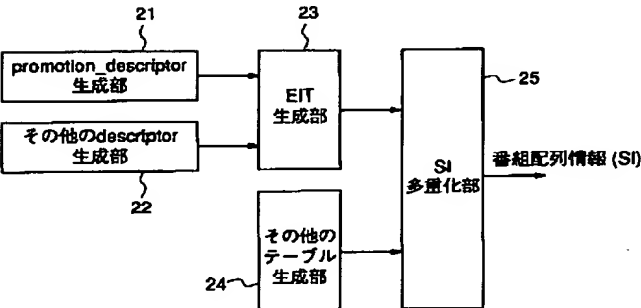 21
promotion_descriptor
生成部
その他のdescriptor
生成部
22
23
EIT
生成部
その他の
テーブル
生成部
24
SI
多重化部
25
番組配列情報 (SI)